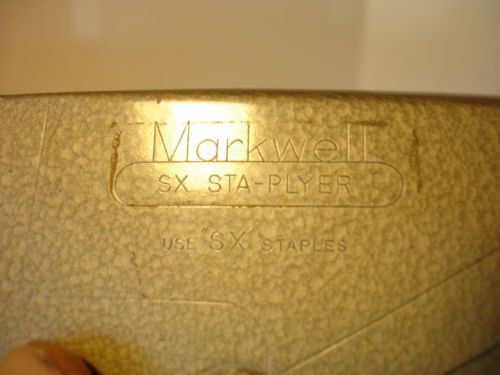 Markwell
SX STA-PLYER
USE "SX" STAPLES